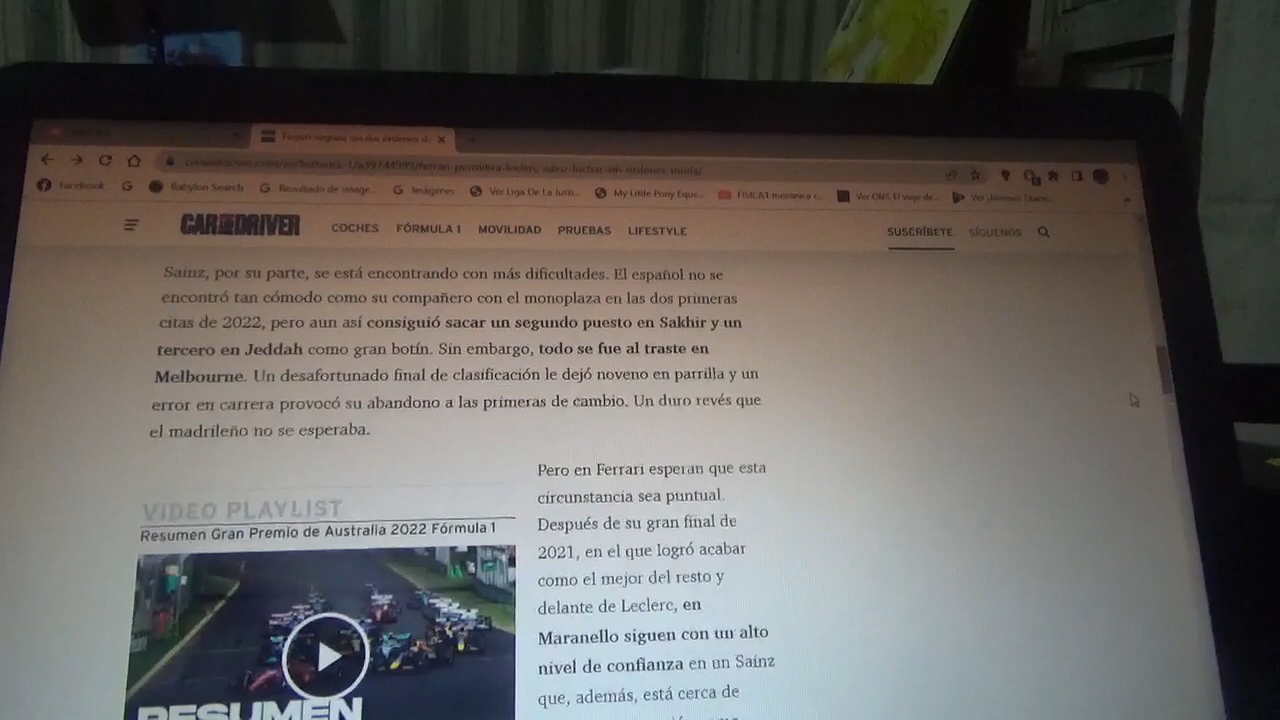 Facebook
Babylon Search
Resultado de image...
Imágenes
Ver Liga De La Justi...
My Little Pony Eque...
CAR DRIVER
COCHES
FÓRMULA 1
MOVILIDAD
PRUEBAS
LIFESTYLE
SUSCRÍBETE
SÍGUENOS
Sainz, por su parte, se está encontrando con más dificultades. El español no se
encontró tan cómodo como su compañero con el monoplaza en las dos primeras
citas de 2022, pero aun así consiguió sacar un segundo puesto en Sakhir y un
tercero en Jeddah como gran botín. Sin embargo, todo se fue al traste en
Melbourne. Un desafortunado final de clasificación le dejó noveno en parrilla y un
error en carrera provocó su abandono a las primeras de cambio. Un duro revés que
el madrileño no se esperaba.
VIDEO PLAYLIST
Resumen Gran Premio de Australia 2022 Fórmula 1
RESUMEN
Pero en Ferrari esperan que esta
circunstancia sea puntual.
Después de su gran final de
2021, en el que logró acabar
como el mejor del resto y
delante de Leclerc, en
Maranello siguen con un alto
nivel de confianza en un Sainz
que, además, está cerca de